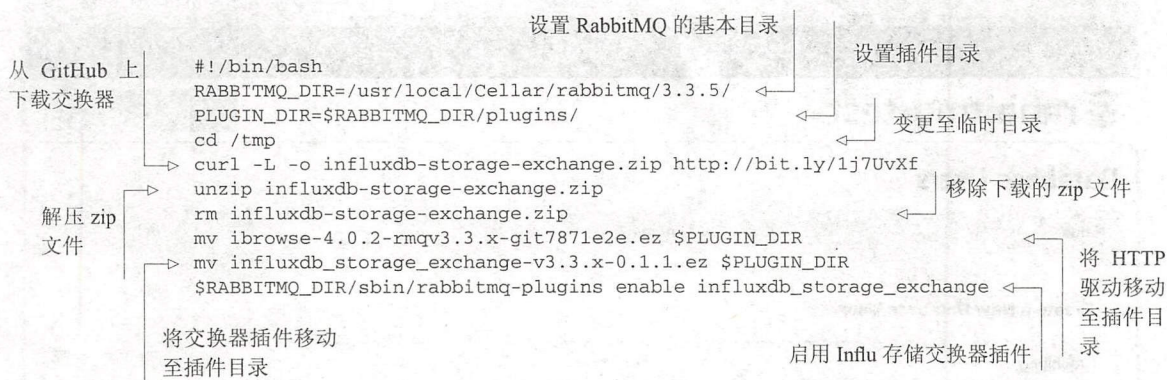 设置 RabbitMQ 的基本目录
设置插件目录
从 GitHub 上
下载交换器
#!/bin/bash
RABBITMQ_DIR=/usr/local/Cellar/rabbitmq/3.3.5/
PLUGIN_DIR=$RABBITMQ_DIR/plugins/
变更至临时目录
cd /tmp
curl -L -o influxdb-storage-exchange.zip http://bit.ly/1j7UvXf
unzip influxdb-storage-exchange.zip
移除下载的 zip 文件
解压 zip
文件
rm influxdb-storage-exchange.zip
mv ibrowse-4.0.2-rmqv3.3.x-git7871e2e.ez $PLUGIN_DIR
mv influxdb_storage_exchange-v3.3.x-0.1.1.ez $PLUGIN_DIR
$RABBITMQ_DIR/sbin/rabbitmq-plugins enable influxdb_storage_exchange
将 HTTP
驱动移动
至插件目
录
将交换器插件移动
至插件目录
启用 Influ 存储交换器插件